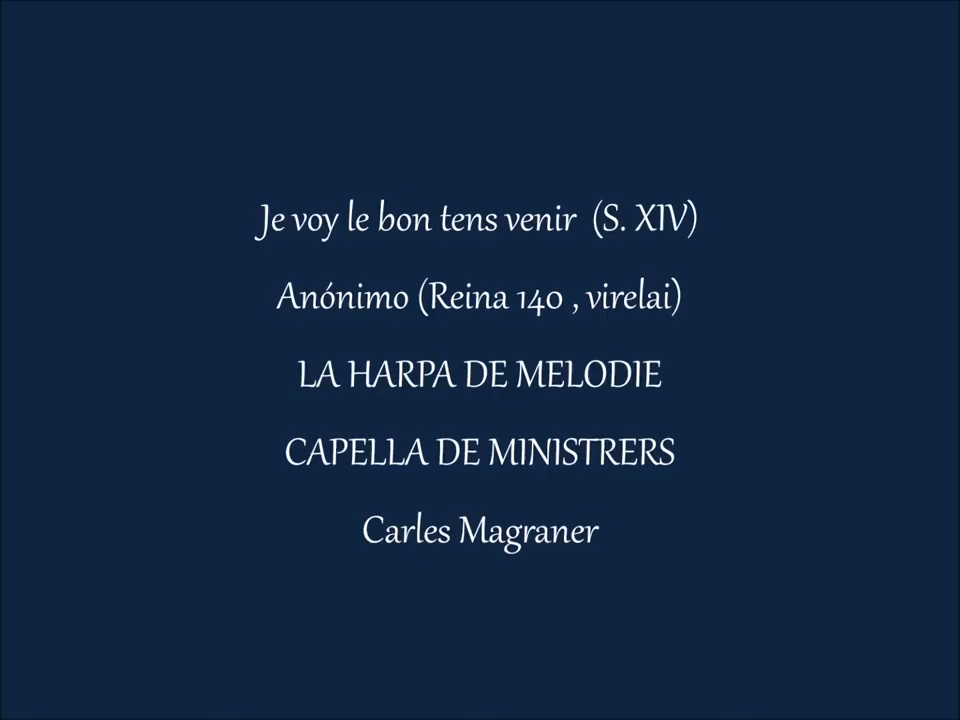 Je voy le bon tens venir (S. XIV)
Anónimo (Reina 140 , virelai)
LA HARPA DE MELODIE
CAPELLA DE MINISTRERS
Carles Magraner